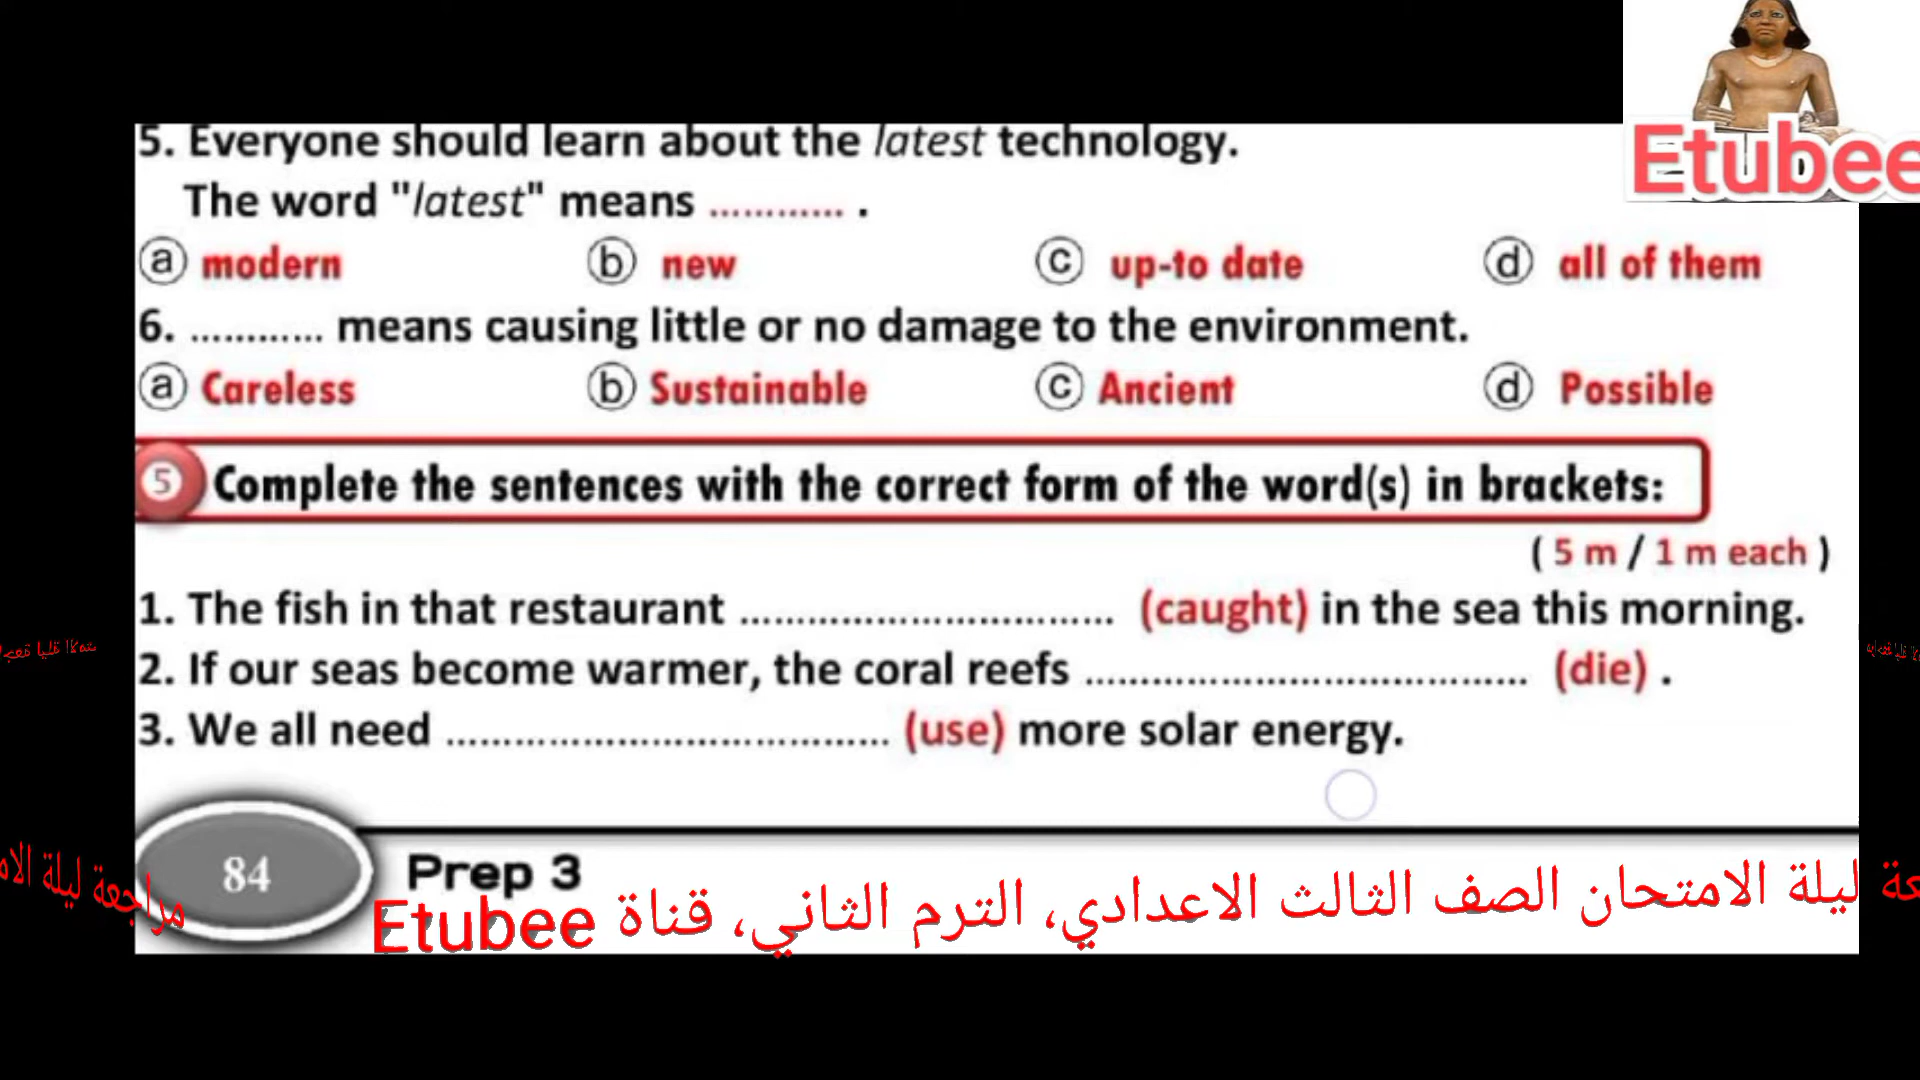 Etubee
5. Everyone should learn about the latest technology.
The word "latest" means ............ .
ⓐ modern ⓑ new ⓒ up-to date ⓓ all of them
6. ............ means causing little or no damage to the environment.
ⓐ Careless ⓑ Sustainable ⓒ Ancient ⓓ Possible
5 Complete the sentences with the correct form of the word(s) in brackets:
( 5 m / 1 m each )
1. The fish in that restaurant ................................. (caught) in the sea this morning.
2. If our seas become warmer, the coral reefs ....................................... (die) .
3. We all need ....................................... (use) more solar energy.
84 Prep 3
مراجعة ليلة
ليلة الامتحان الصف الثالث الاعدادي، الترم الثاني، قناة Etubee